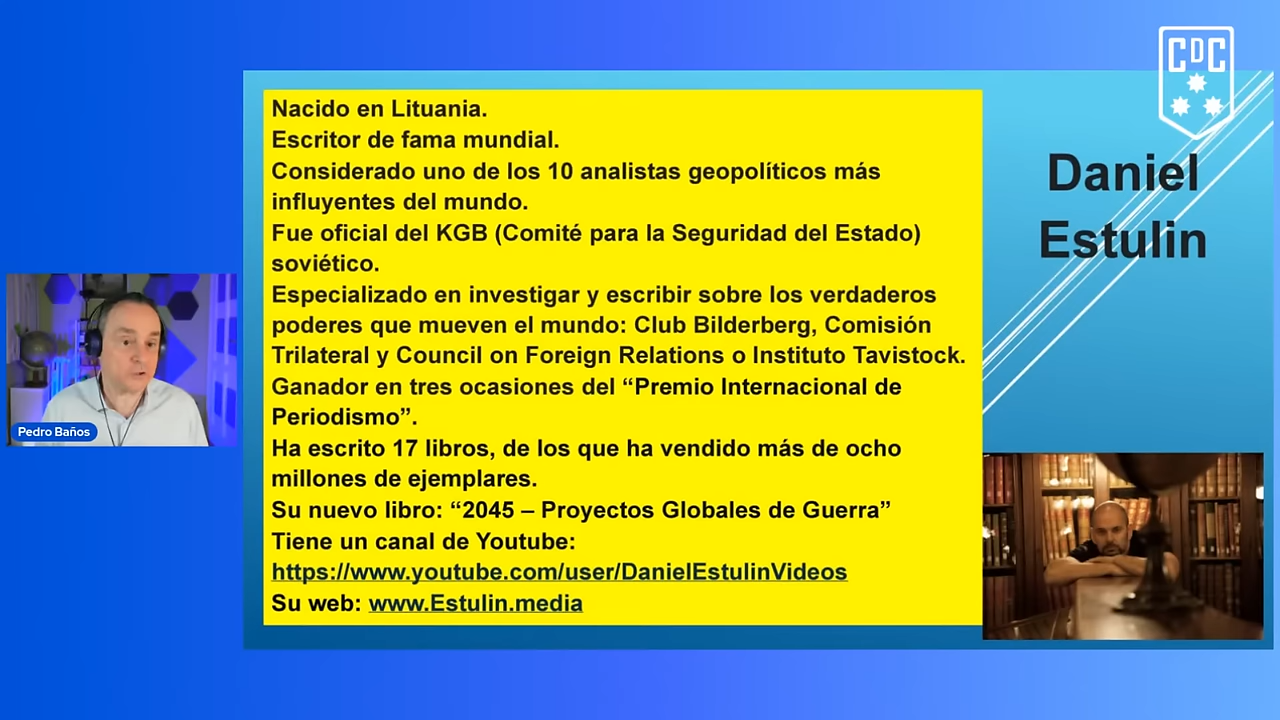 CDC
Nacido en Lituania.
Escritor de fama mundial.
Considerado uno de los 10 analistas geopolíticos más
influyentes del mundo.
Fue oficial del KGB (Comité para la Seguridad del Estado)
soviético.
Especializado en investigar y escribir sobre los verdaderos
poderes que mueven el mundo: Club Bilderberg, Comisión
Trilateral y Council on Foreign Relations o Instituto Tavistock.
Ganador en tres ocasiones del “Premio Internacional de
Periodismo”.
Ha escrito 17 libros, de los que ha vendido más de ocho
millones de ejemplares.
Su nuevo libro: “2045 – Proyectos Globales de Guerra”
Tiene un canal de Youtube:
https://www.youtube.com/user/DanielEstulinVideos
Su web: www.Estulin.media
Daniel
Estulin
Pedro Baños